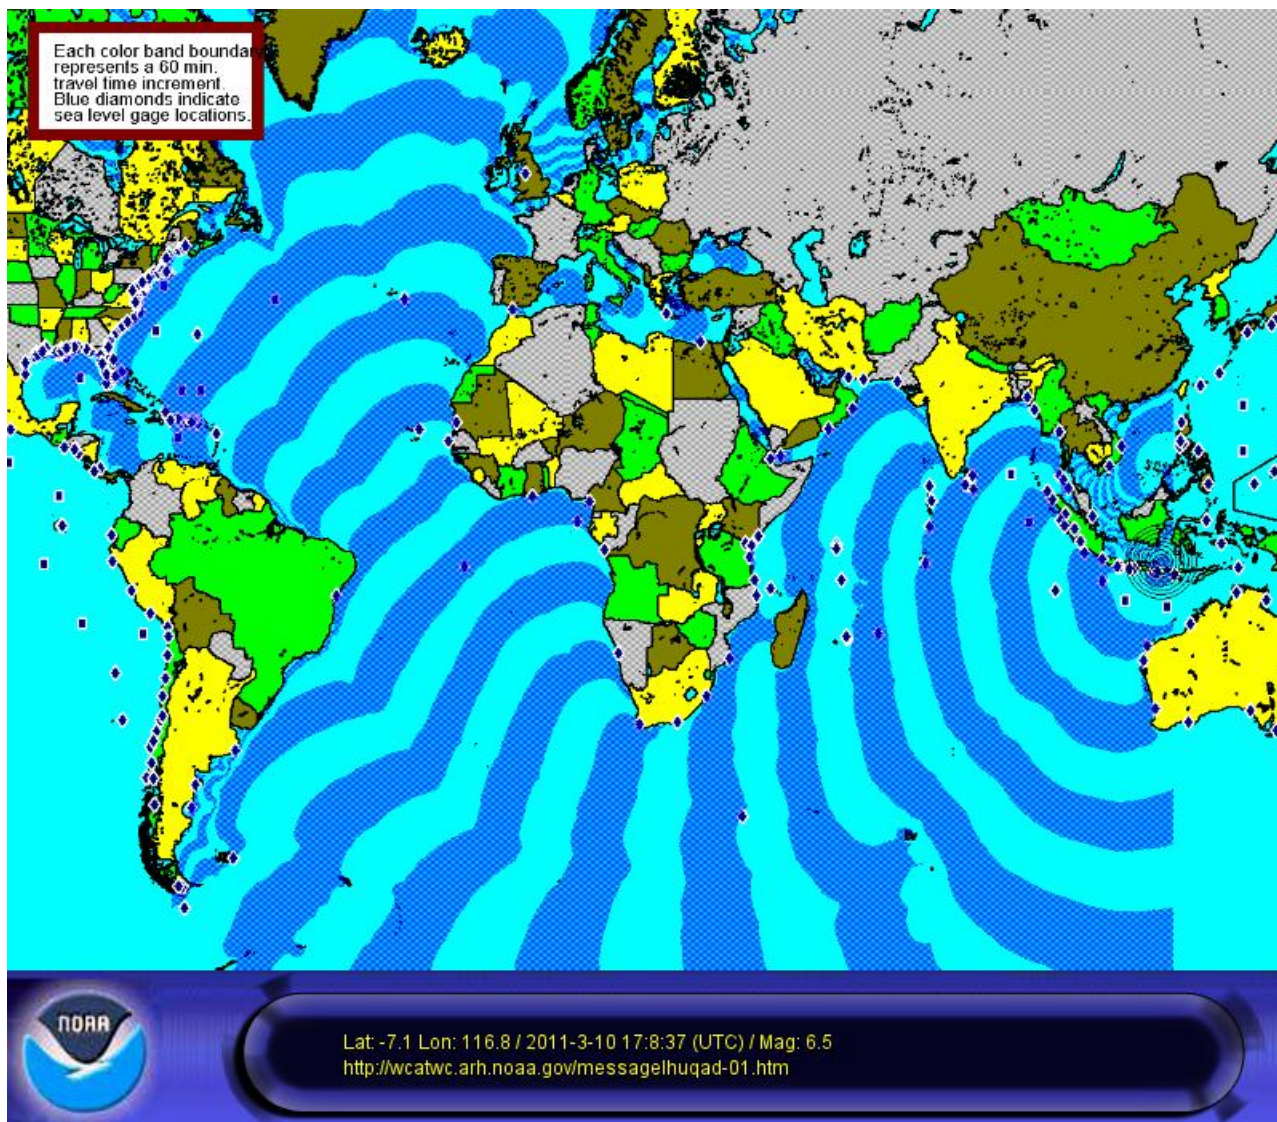 Each color band boundary
represents a 60 min.
travel time increment.
Blue diamonds indicate
sea level gage locations.
NOAA
Lat: -7.1 Lon: 116.8 / 2011-3-10 17:8:37 (UTC) / Mag: 6.5
http://wcatwc.arh.noaa.gov/messagelhuqad-01.htm